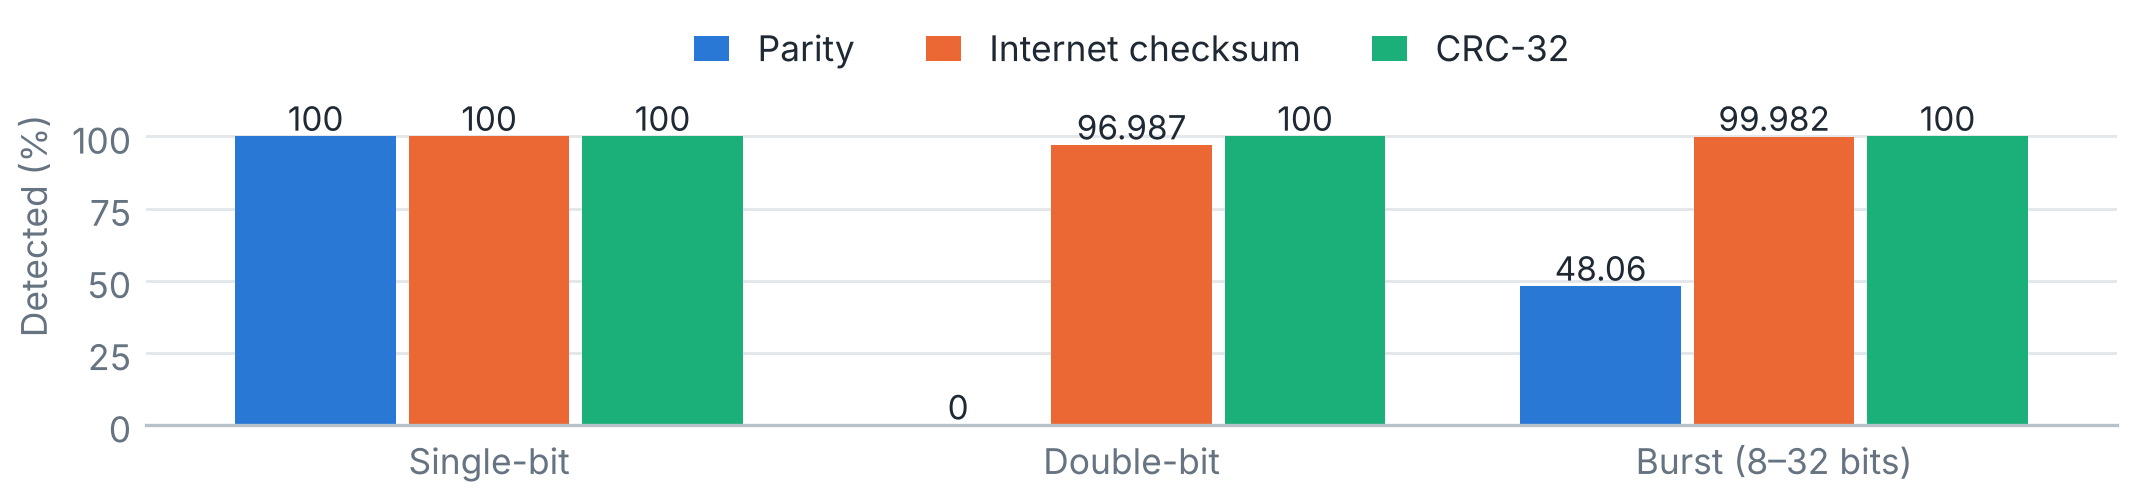 Parity Internet checksum CRC-32
Detected (%)
100
75
50
25
0
100 100 100
0 96.987 100
48.06 99.982 100
Single-bit Double-bit Burst (8–32 bits)